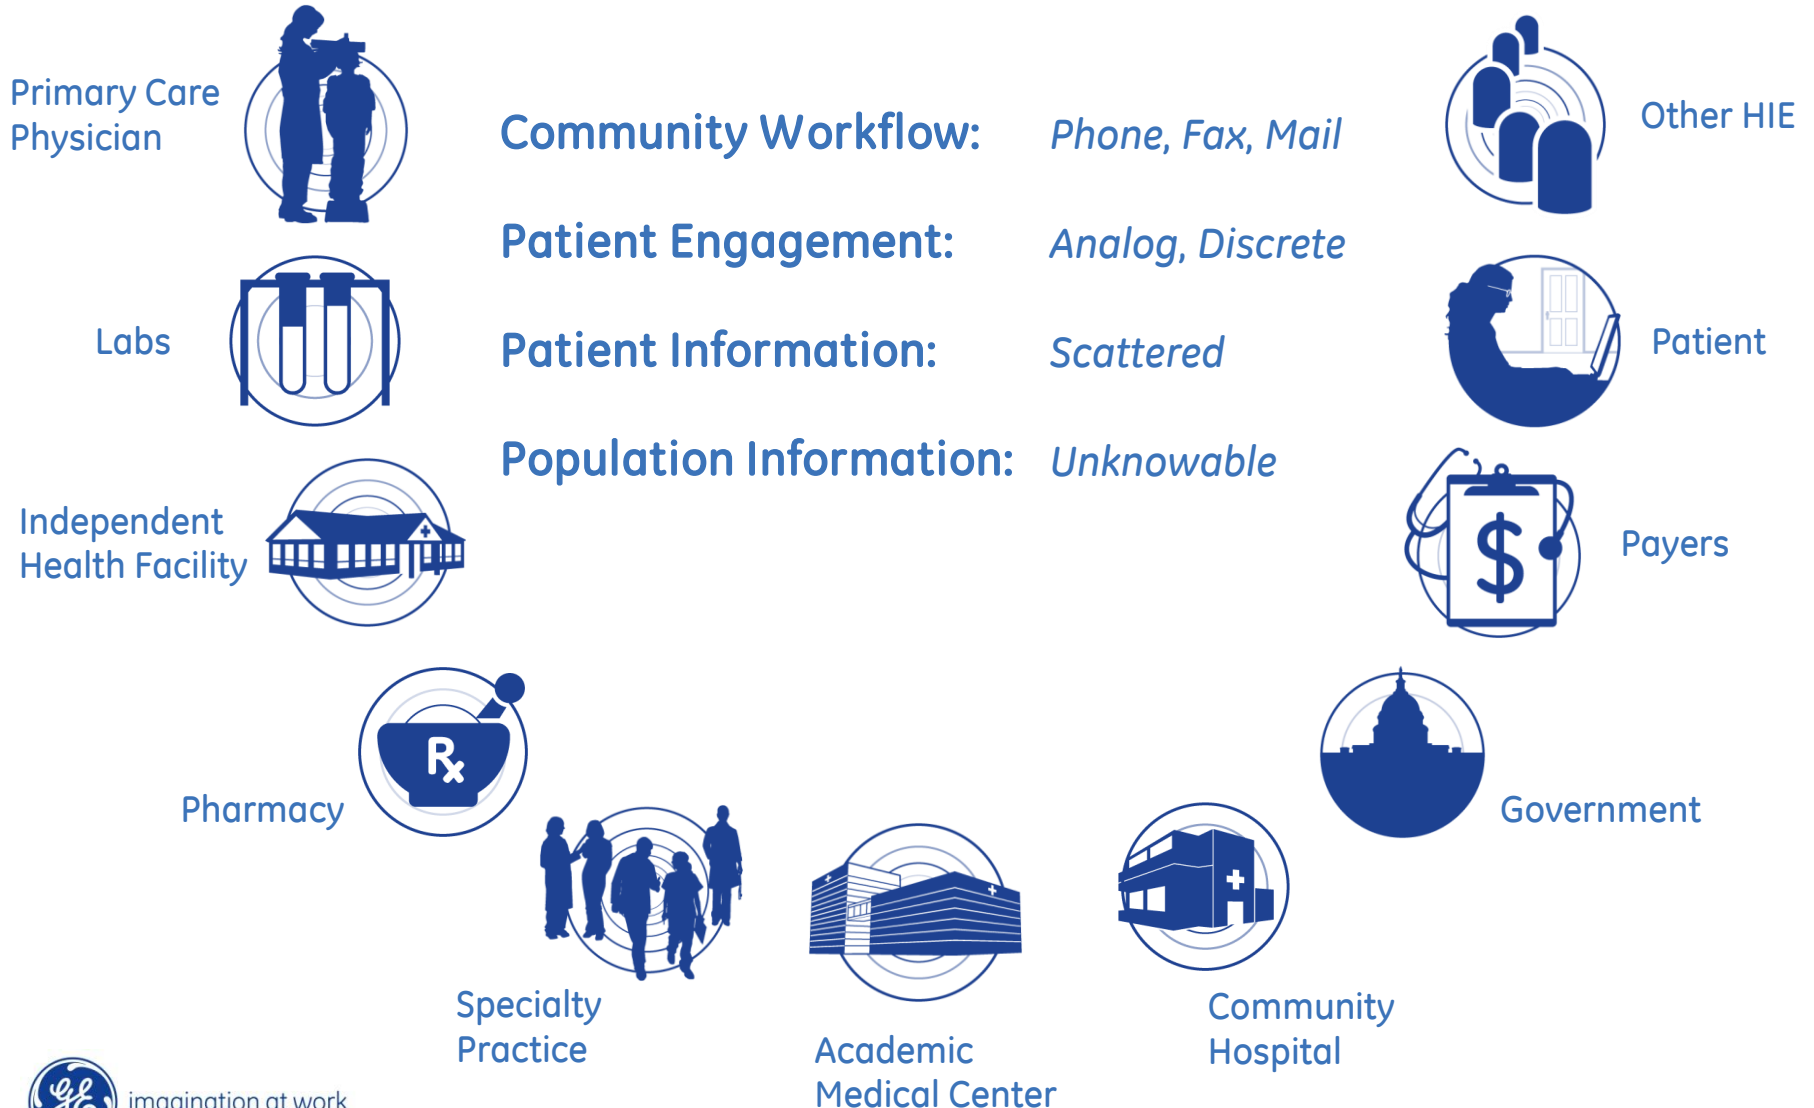 Primary Care
Physician
Community Workflow: Phone, Fax, Mail
Other HIE
Patient Engagement: Analog, Discrete
Labs
Patient Information: Scattered
Patient
Population Information: Unknowable
Independent
Health Facility
$
Payers
Rx
Pharmacy
Government
Specialty
Practice
Academic
Medical Center
Community
Hospital
GE imagination at work